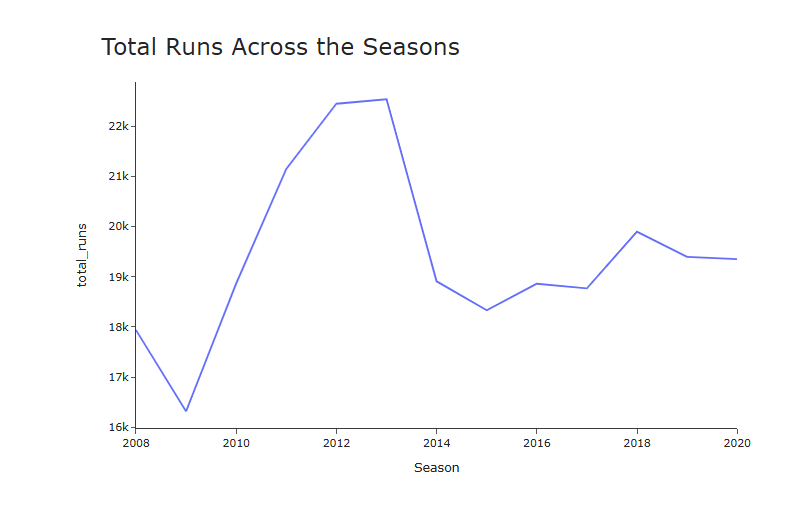 Total Runs Across the Seasons
22k
21k
20k
19k
18k
17k
16k
total_runs
2008
2010
2012
2014
2016
2018
2020
Season